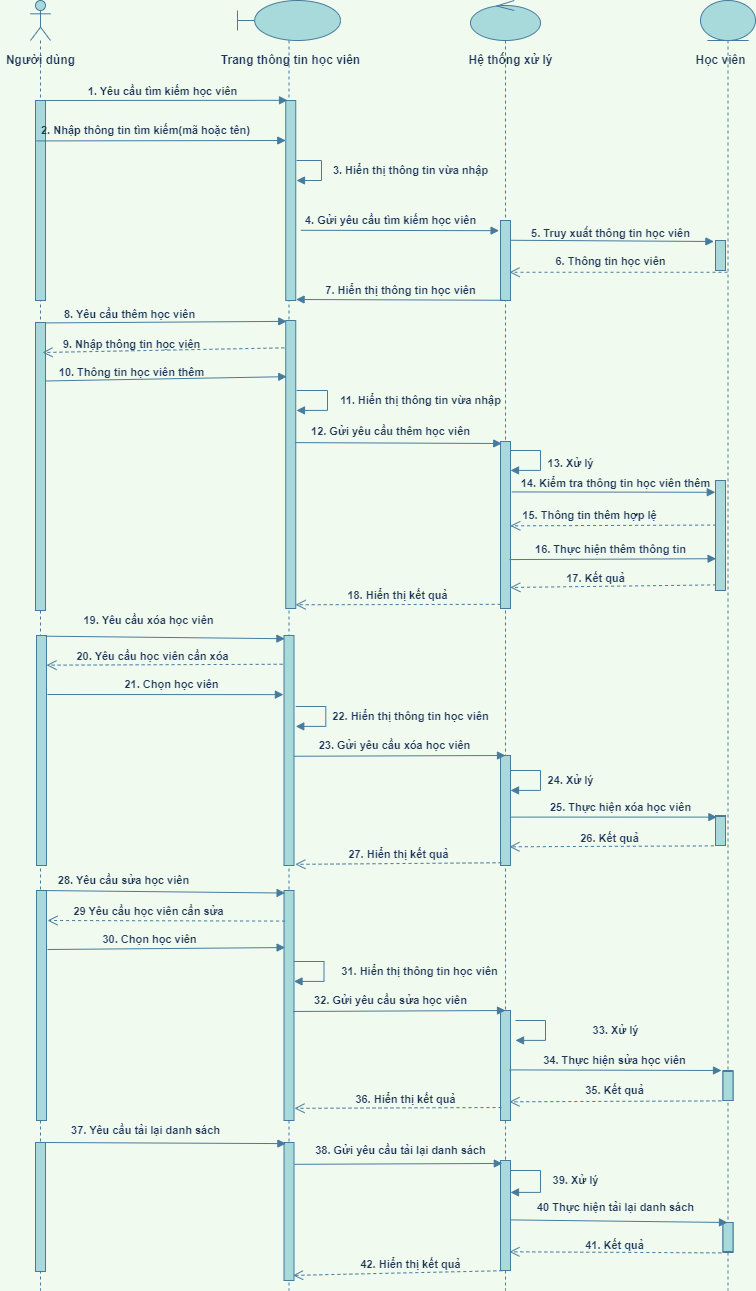 Người dùng
Trang thông tin học viên
Hệ thống xử lý
Học viên
1. Yêu cầu tìm kiếm học viên
2. Nhập thông tin tìm kiếm(mã hoặc tên)
3. Hiển thị thông tin vừa nhập
4. Gửi yêu cầu tìm kiếm học viên
5. Truy xuất thông tin học viên
6. Thông tin học viên
7. Hiển thị thông tin học viên
8. Yêu cầu thêm học viên
9. Nhập thông tin học viên
10. Thông tin học viên thêm
11. Hiển thị thông tin vừa nhập
12. Gửi yêu cầu thêm học viên
13. Xử lý
14. Kiểm tra thông tin học viên thêm
15. Thông tin thêm hợp lệ
16. Thực hiện thêm thông tin
17. Kết quả
18. Hiển thị kết quả
19. Yêu cầu xóa học viên
20. Yêu cầu học viên cần xóa
21. Chọn học viên
22. Hiển thị thông tin học viên
23. Gửi yêu cầu xóa học viên
24. Xử lý
25. Thực hiện xóa học viên
26. Kết quả
27. Hiển thị kết quả
28. Yêu cầu sửa học viên
29 Yêu cầu học viên cần sửa
30. Chọn học viên
31. Hiển thị thông tin học viên
32. Gửi yêu cầu sửa học viên
33. Xử lý
34. Thực hiện sửa học viên
35. Kết quả
36. Hiển thị kết quả
37. Yêu cầu tải lại danh sách
38. Gửi yêu cầu tải lại danh sách
39. Xử lý
40 Thực hiện tải lại danh sách
41. Kết quả
42. Hiển thị kết quả